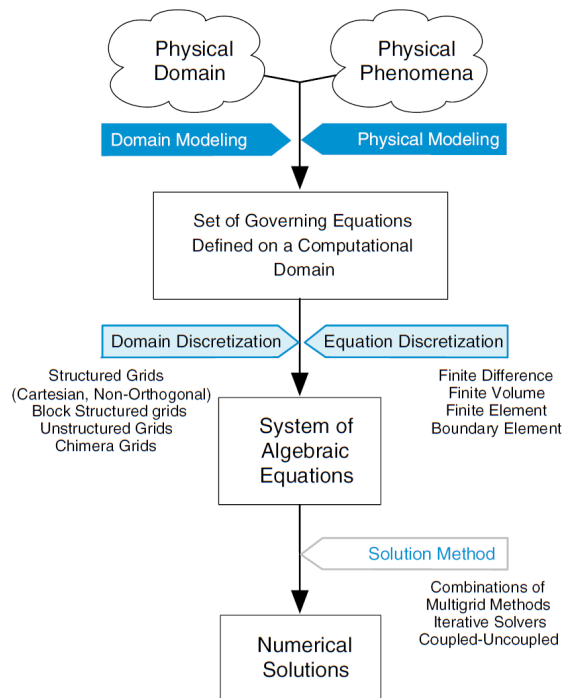 Physical
Domain
Physical
Phenomena
Domain Modeling
Physical Modeling
Set of Governing Equations
Defined on a Computational
Domain
Domain Discretization
Equation Discretization
Structured Grids
(Cartesian, Non-Orthogonal)
Block Structured grids
Unstructured Grids
Chimera Grids
Finite Difference
Finite Volume
Finite Element
Boundary Element
System of
Algebraic
Equations
Solution Method
Combinations of
Multigrid Methods
Iterative Solvers
Coupled-Uncoupled
Numerical
Solutions